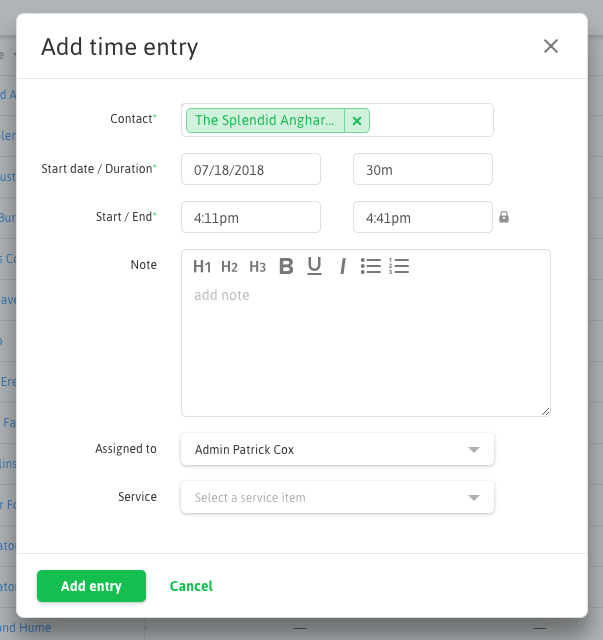 Add time entry
Contact*
The Splendid Anghar...
Start date / Duration*
07/18/2018
30m
Start / End*
4:11pm
4:41pm
Note
H1 H2 H3 B U I
add note
Assigned to
Admin Patrick Cox
Service
Select a service item
Add entry
Cancel
and Hume